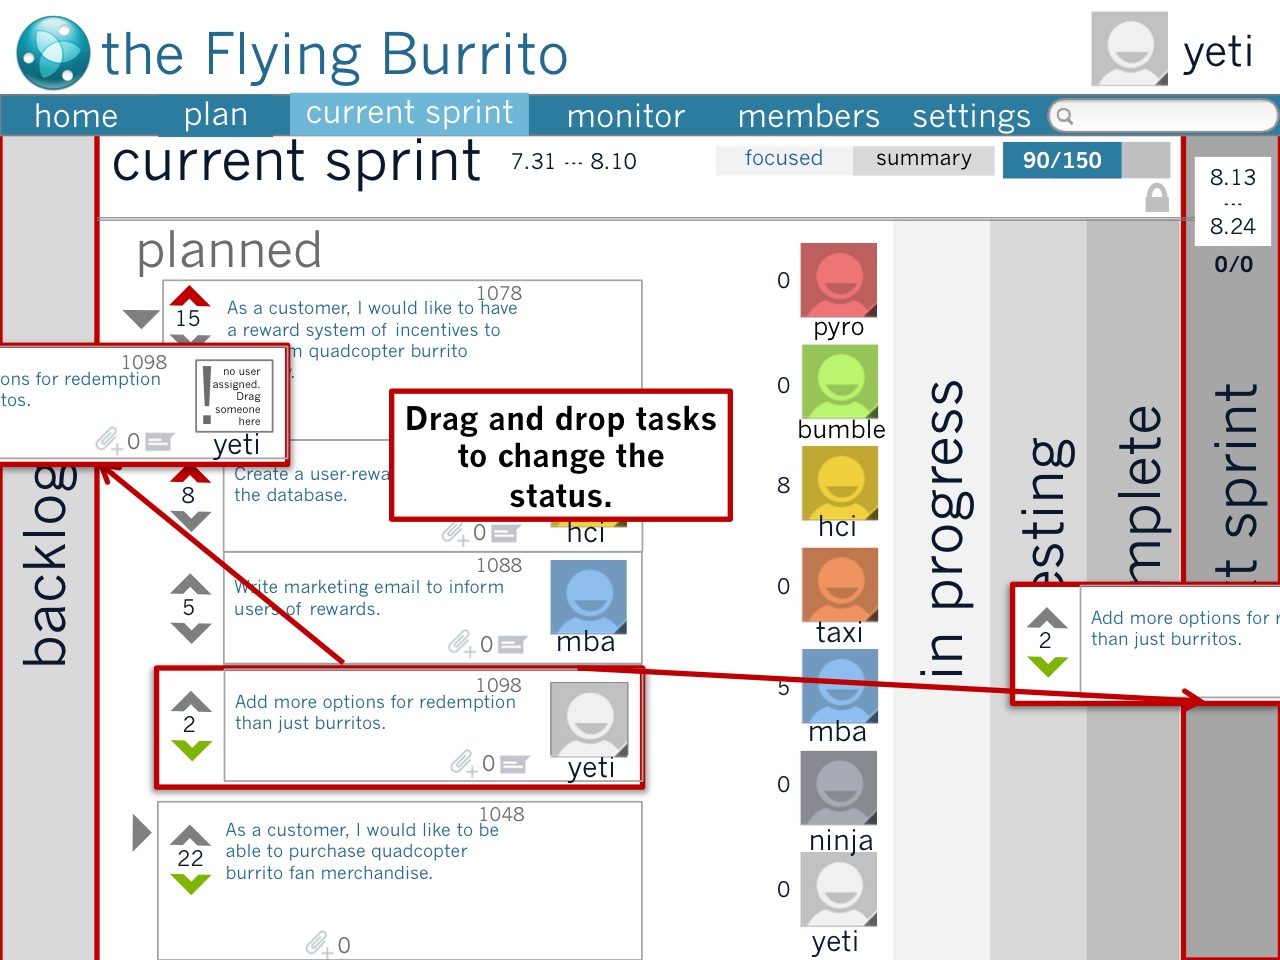 the Flying Burrito
yeti
home
plan
current sprint
monitor
members
settings
current sprint
7.31 --- 8.10
focused
summary
90/150
8.13
---
8.24
0/0
planned
1078
15
As a customer, I would like to have
a reward system of incentives to
m quadcopter burrito
1098
ons for redemption
tos.
no user
assigned.
Drag
someone
here
0
yeti
Drag and drop tasks
to change the
status.
8
Create a user-rewa
the database.
0
hci
1088
5
Write marketing email to inform
users of rewards.
0
mba
1098
2
Add more options for redemption
than just burritos.
0
yeti
1048
22
As a customer, I would like to be
able to purchase quadcopter
burrito fan merchandise.
0
0
pyro
0
bumble
8
hci
0
taxi
5
mba
0
ninja
0
yeti
backlog
in progress
esting
mplete
t sprint
2
Add more options for r
than just burritos.